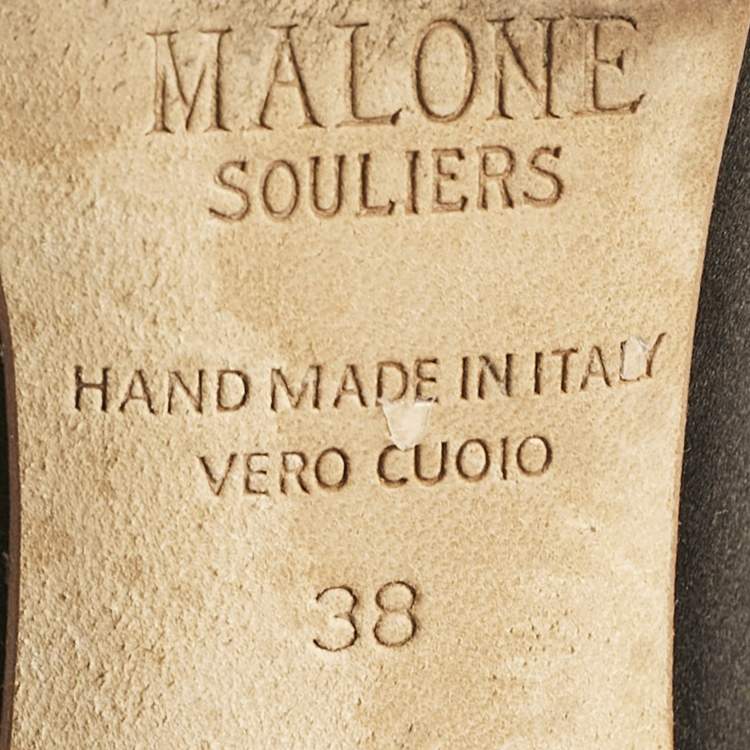 MALONE
SOULIERS
HAND MADE IN ITALY
VERO CUOIO
38